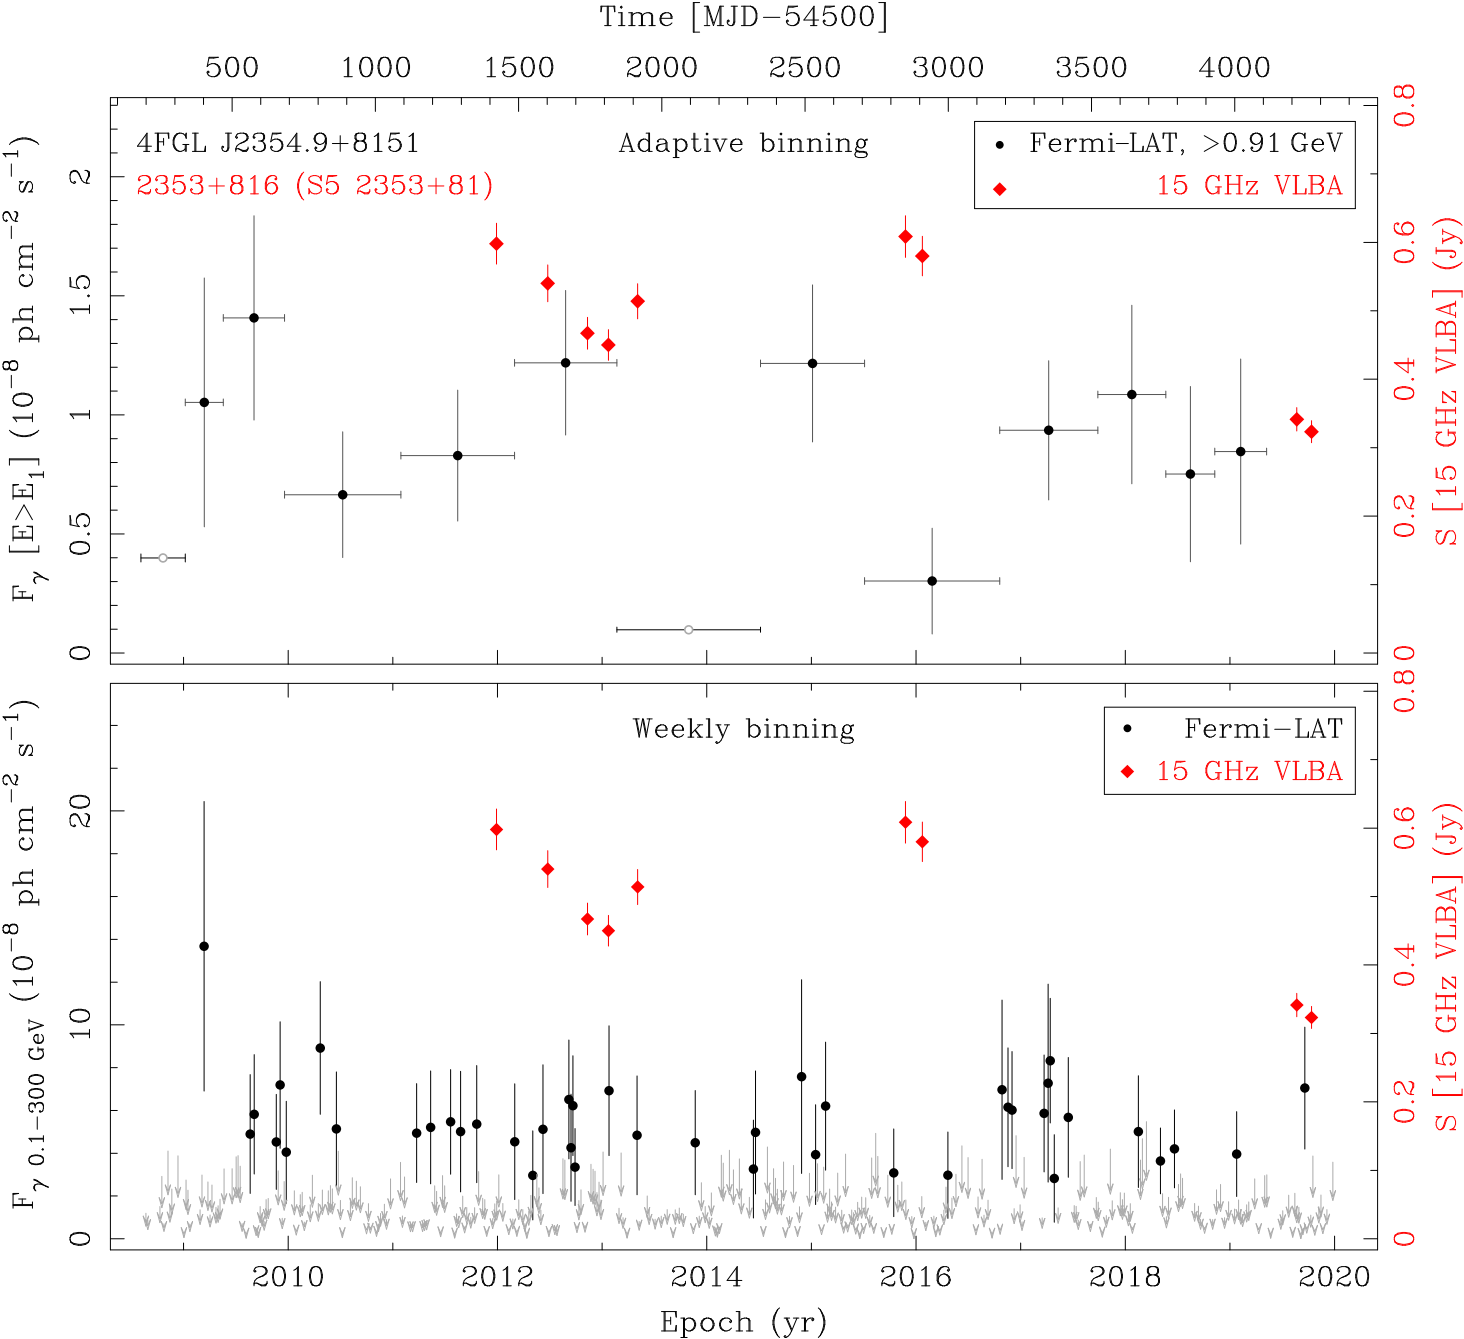 Time [MJD−54500]
500 1000 1500 2000 2500 3000 3500 4000
4FGL J2354.9+8151
2353+816 (S5 2353+81)
Adaptive binning
Fermi−LAT, >0.91 GeV
15 GHz VLBA
F_γ [E>E_1] (10^−8 ph cm^−2 s^−1)
0 0.5 1 1.5 2
S [15 GHz VLBA] (Jy)
0 0.2 0.4 0.6 0.8
Weekly binning
Fermi−LAT
15 GHz VLBA
F_γ 0.1−300 GeV (10^−8 ph cm^−2 s^−1)
0 10 20
S [15 GHz VLBA] (Jy)
0 0.2 0.4 0.6 0.8
2010 2012 2014 2016 2018 2020
Epoch (yr)